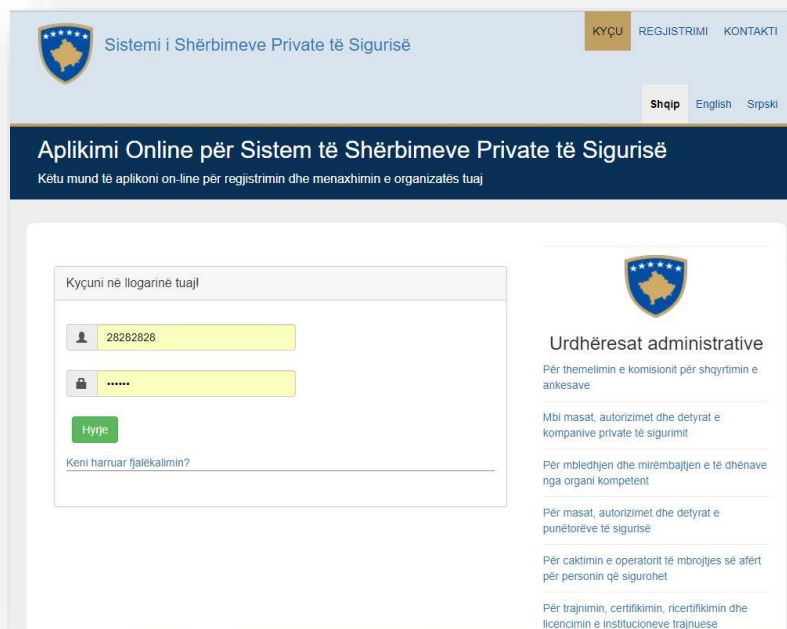 Sistemi i Shërbimeve Private të Sigurisë
KYÇU REGJISTRIMI KONTAKTI
Shqip English Srpski
Aplikimi Online për Sistem të Shërbimeve Private të Sigurisë
Këtu mund të aplikoni on-line për regjistrimin dhe menaxhimin e organizatës tuaj
Kyçuni në llogarinë tuaj!
28282828
••••••
Hyrje
Keni harruar fjalëkalimin?
Urdhëresat administrative
Për themelimin e komisionit për shqyrtimin e
ankesave
Mbi masat, autorizimet dhe detyrat e
kompanive private të sigurimit
Për mbledhjen dhe mirëmbajtjen e të dhënave
nga organi kompetent
Për masat, autorizimet dhe detyrat e
punëtorëve të sigurisë
Për caktimin e operatorit të mbrojtjes së afërt
për personin që sigurohet
Për trajnimin, certifikimin, ricertifikimin dhe
licencimin e institucioneve trajnuese